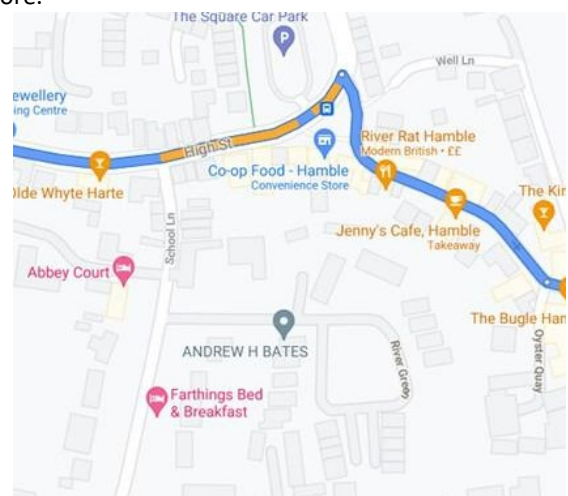 ore.
The Square Car Park
P
Well Ln
ewellery
ing Centre
High St
River Rat Hamble
Modern British • ££
Co-op Food - Hamble
Convenience Store
Olde Whyte Harte
The Kin
School Ln
Jenny's Cafe, Hamble
Takeaway
Abbey Court
The Bugle Ham
ANDREW H BATES
River Green
Oyster Quay
Farthings Bed
& Breakfast